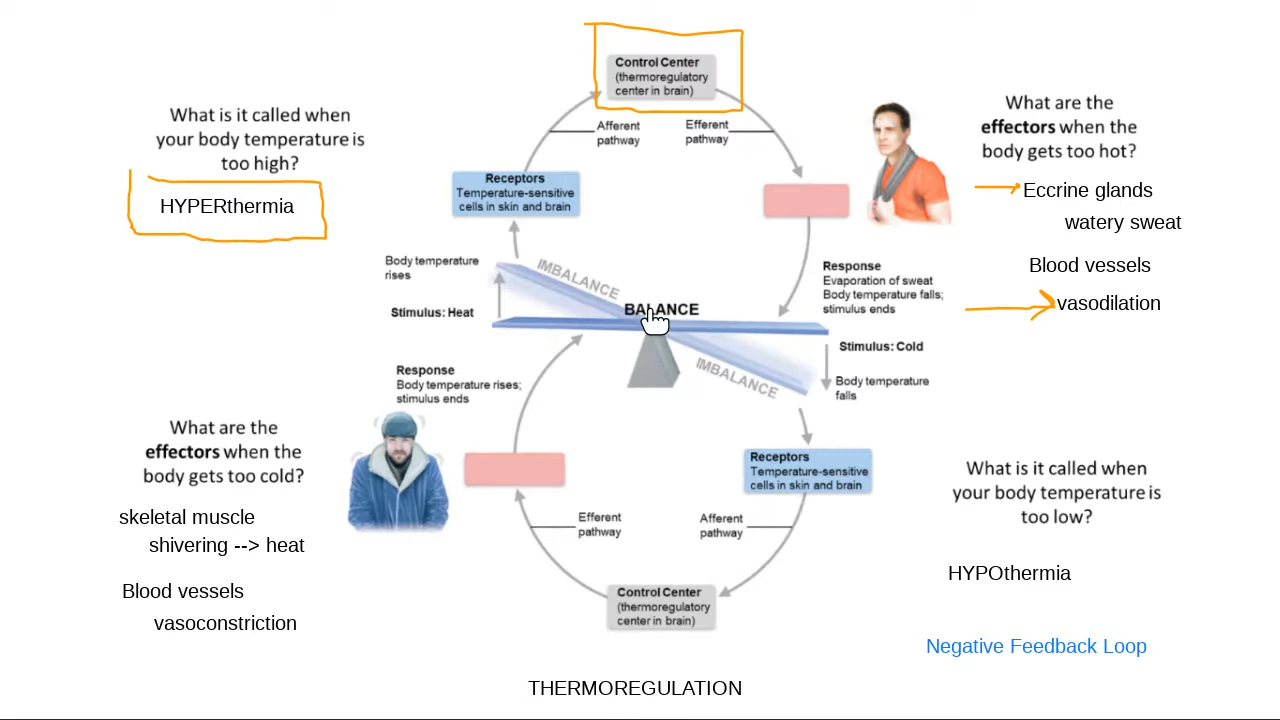 Control Center
(thermoregulatory
center in brain)
What is it called when
your body temperature is
too high?
HYPERthermia
Afferent
pathway
Efferent
pathway
What are the
effectors when the
body gets too hot?
Eccrine glands
watery sweat
Blood vessels
vasodilation
Receptors
Temperature-sensitive
cells in skin and brain
Body temperature
rises
IMBALANCE
Stimulus: Heat
BALANCE
Response
Evaporation of sweat
Body temperature falls;
stimulus ends
Stimulus: Cold
IMBALANCE
Body temperature
falls
Response
Body temperature rises;
stimulus ends
What are the
effectors when the
body gets too cold?
skeletal muscle
shivering --> heat
Blood vessels
vasoconstriction
Receptors
Temperature-sensitive
cells in skin and brain
Efferent
pathway
Afferent
pathway
Control Center
(thermoregulatory
center in brain)
What is it called when
your body temperature is
too low?
HYPOthermia
Negative Feedback Loop
THERMOREGULATION